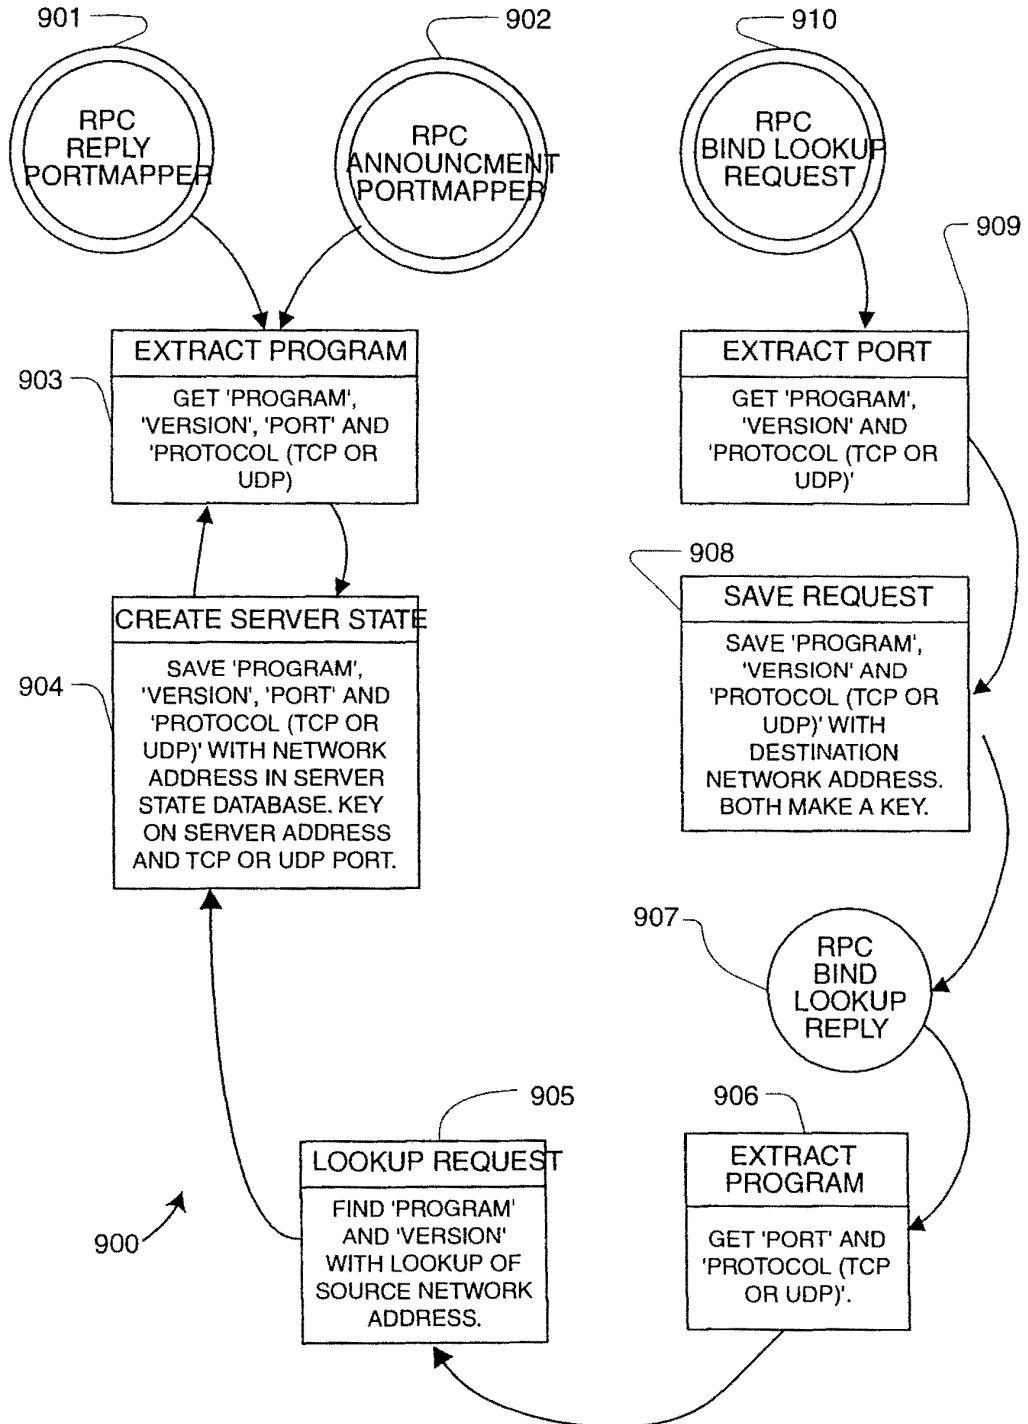 901
902
910
RPC
REPLY
PORTMAPPER
RPC
ANNOUNCMENT
PORTMAPPER
RPC
BIND LOOKUP
REQUEST
909
903
EXTRACT PROGRAM
GET 'PROGRAM',
'VERSION', 'PORT' AND
'PROTOCOL (TCP OR
UDP)
EXTRACT PORT
GET 'PROGRAM',
'VERSION' AND
'PROTOCOL (TCP OR
UDP)'
908
904
CREATE SERVER STATE
SAVE 'PROGRAM',
'VERSION', 'PORT' AND
'PROTOCOL (TCP OR
UDP)' WITH NETWORK
ADDRESS IN SERVER
STATE DATABASE. KEY
ON SERVER ADDRESS
AND TCP OR UDP PORT.
SAVE REQUEST
SAVE 'PROGRAM',
'VERSION' AND
'PROTOCOL (TCP OR
UDP)' WITH
DESTINATION
NETWORK ADDRESS.
BOTH MAKE A KEY.
907
RPC
BIND
LOOKUP
REPLY
905
906
LOOKUP REQUEST
FIND 'PROGRAM'
AND 'VERSION'
WITH LOOKUP OF
SOURCE NETWORK
ADDRESS.
EXTRACT
PROGRAM
GET 'PORT' AND
'PROTOCOL (TCP
OR UDP)'.
900